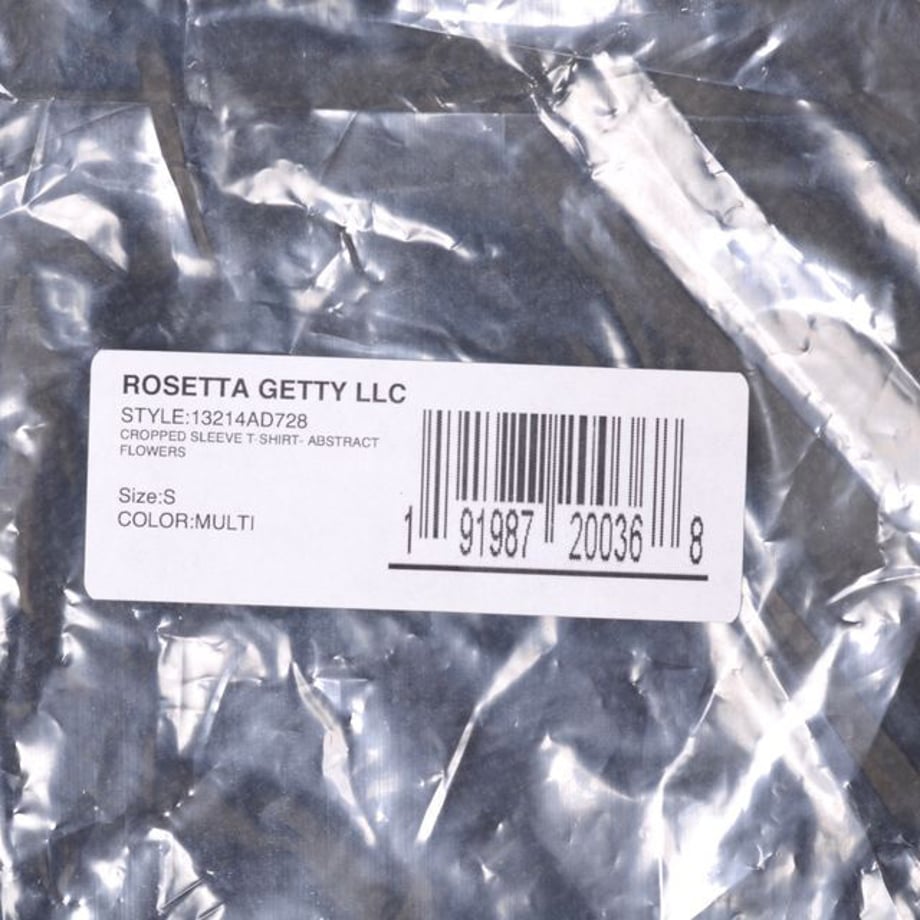 ROSETTA GETTY LLC
STYLE:13214AD728
CROPPED SLEEVE T-SHIRT- ABSTRACT
FLOWERS
Size:S
COLOR:MULTI
1 91987 20036 8